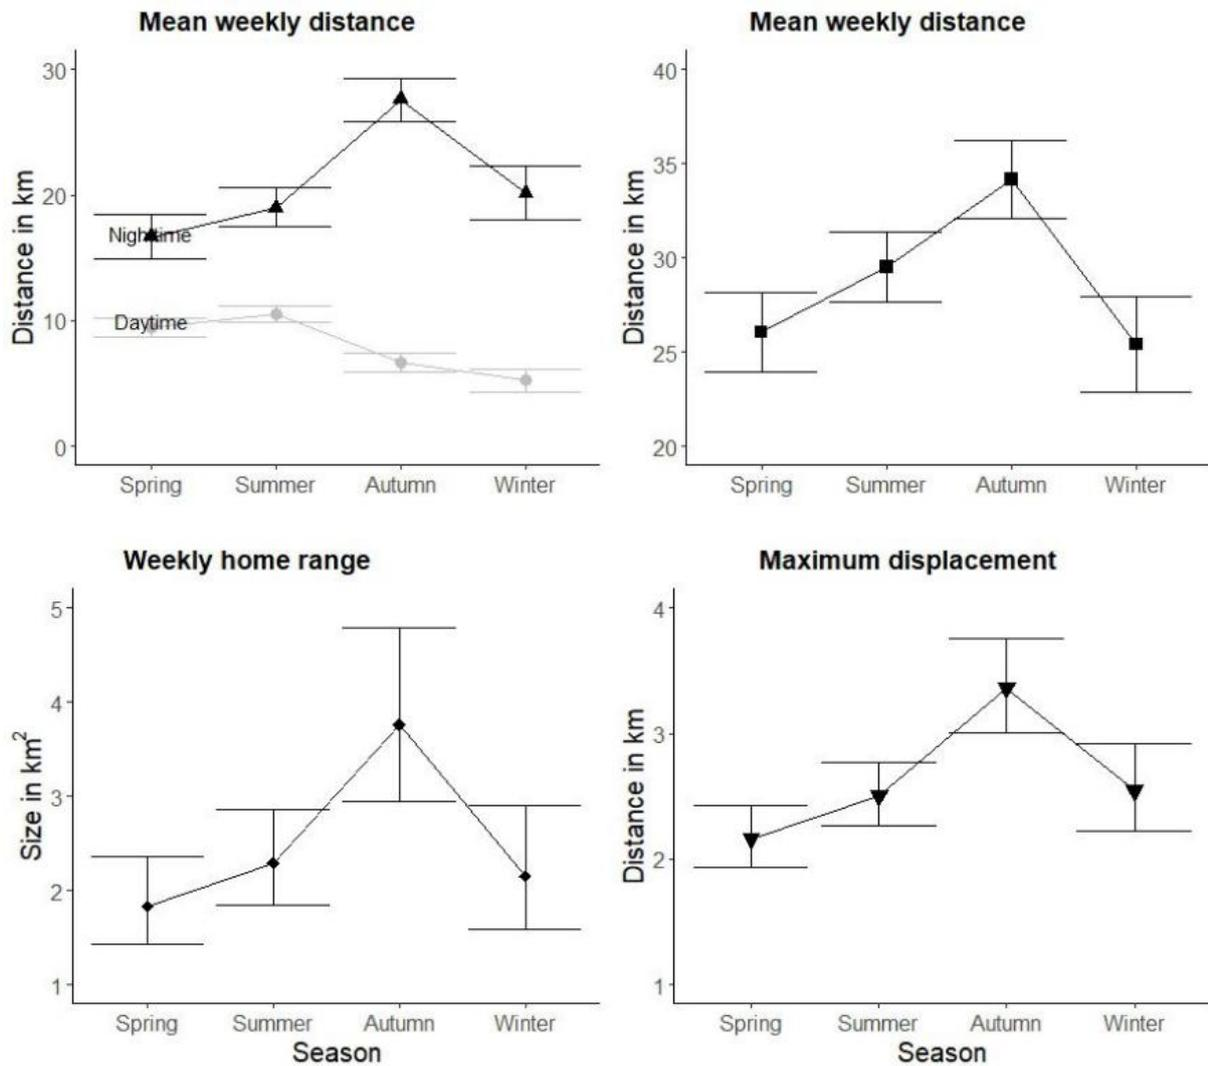 Mean weekly distance
Distance in km
30
20
10
0
Nighttime
Daytime
Spring Summer Autumn Winter
Mean weekly distance
Distance in km
40
35
30
25
20
Spring Summer Autumn Winter
Weekly home range
Size in km²
5
4
3
2
1
Spring Summer Autumn Winter
Season
Maximum displacement
Distance in km
4
3
2
1
Spring Summer Autumn Winter
Season